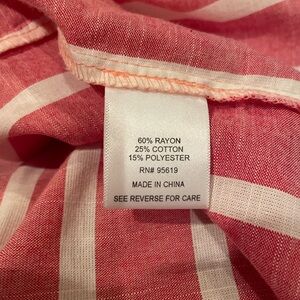 60% RAYON
25% COTTON
15% POLYESTER
RN# 95619
MADE IN CHINA
SEE REVERSE FOR CARE